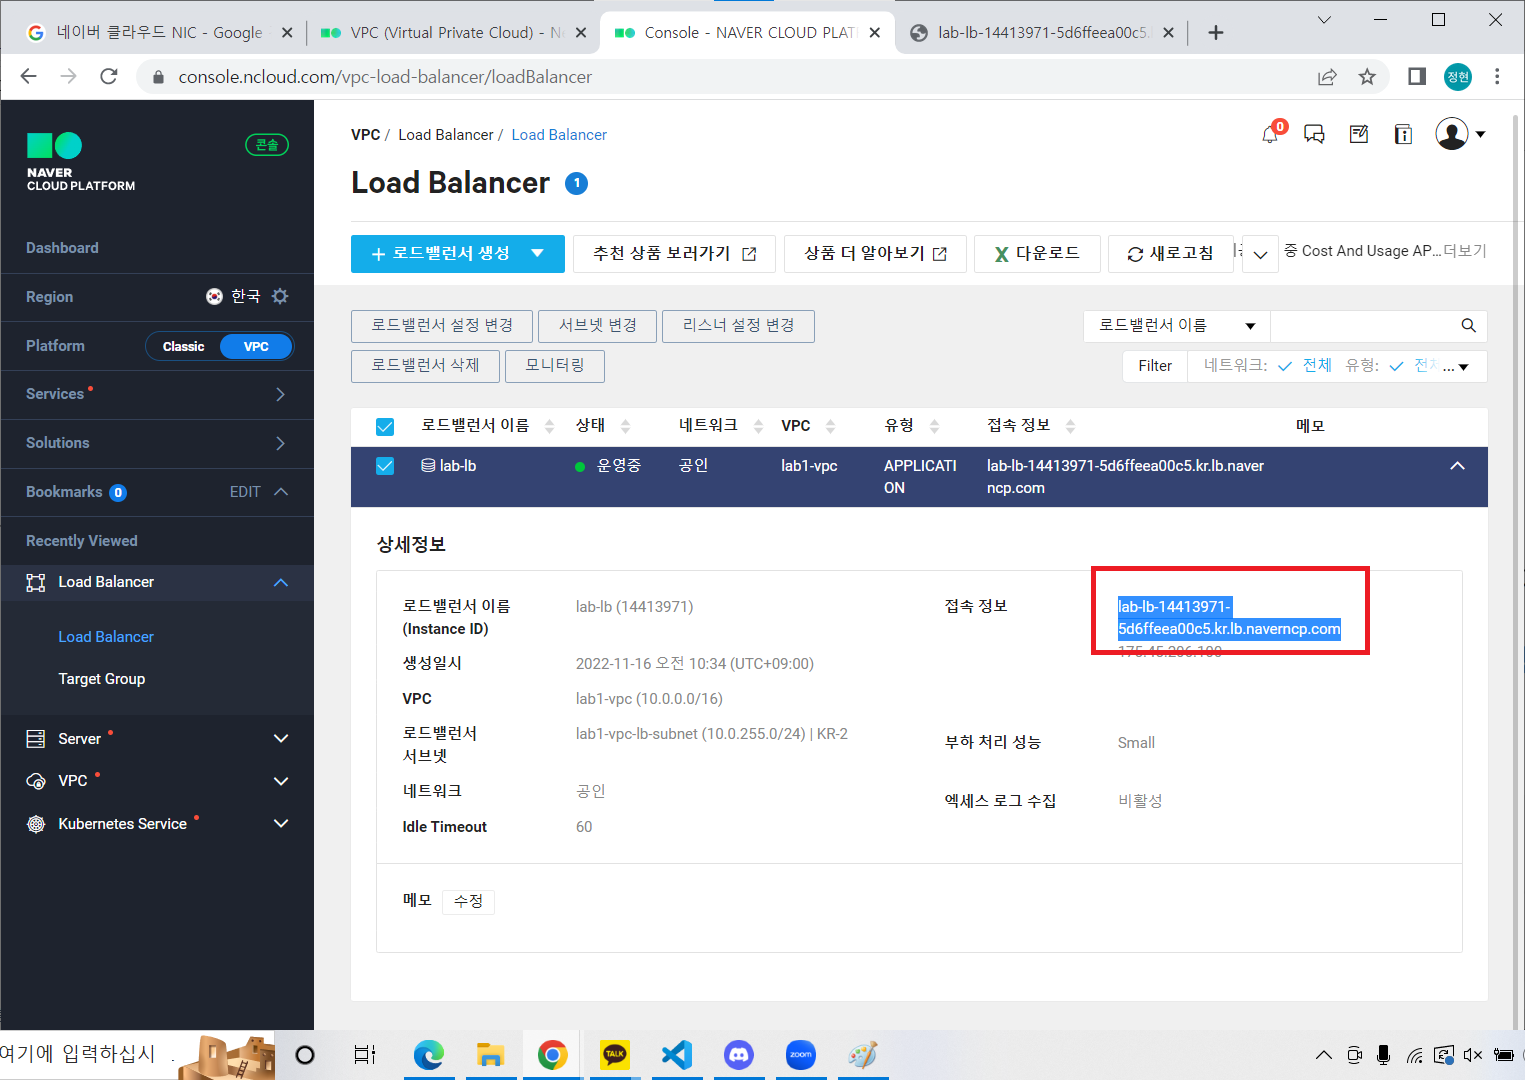 네이버 클라우드 NIC - Google
VPC (Virtual Private Cloud) - N
Console - NAVER CLOUD PLAT
lab-lb-14413971-5d6ffeea00c5.
console.ncloud.com/vpc-load-balancer/loadBalancer
정현
NAVER
CLOUD PLATFORM
콘솔
Dashboard
Region 한국
Platform Classic VPC
Services
Solutions
Bookmarks 0 EDIT
Recently Viewed
Load Balancer
Load Balancer
Target Group
Server
VPC
Kubernetes Service
VPC / Load Balancer / Load Balancer
0
Load Balancer 1
+ 로드밸런서 생성
추천 상품 보러가기
상품 더 알아보기
X 다운로드
새로고침
중 Cost And Usage AP...더보기
로드밸런서 설정 변경
서브넷 변경
리스너 설정 변경
로드밸런서 이름
로드밸런서 삭제
모니터링
Filter 네트워크: 전체 유형: ...
로드밸런서 이름 상태 네트워크 VPC 유형 접속 정보 메모
lab-lb 운영중 공인 lab1-vpc APPLICATI lab-lb-14413971-5d6ffeea00c5.kr.lb.naver
ON ncp.com
상세정보
로드밸런서 이름 lab-lb (14413971) 접속 정보 lab-lb-14413971-
(Instance ID) 5d6ffeea00c5.kr.lb.naverncp.com
생성일시 2022-11-16 오전 10:34 (UTC+09:00)
VPC lab1-vpc (10.0.0.0/16)
로드밸런서 lab1-vpc-lb-subnet (10.0.255.0/24) | KR-2 부하 처리 성능 Small
서브넷
네트워크 공인 엑세스 로그 수집 비활성
Idle Timeout 60
메모 수정
여기에 입력하십시
TALK
zoom